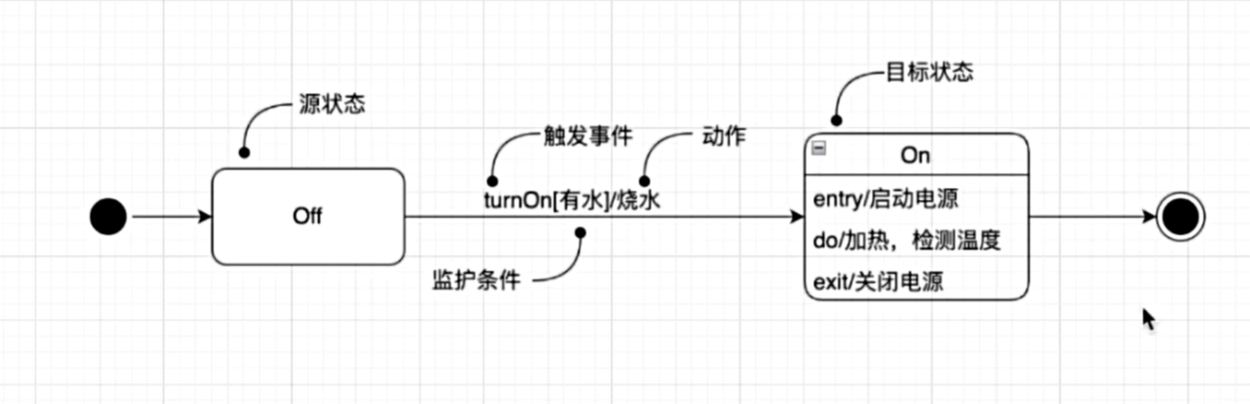 目标状态
源状态
触发事件
动作
On
turnOn[有水]/烧水
entry/启动电源
Off
do/加热，检测温度
监护条件
exit/关闭电源